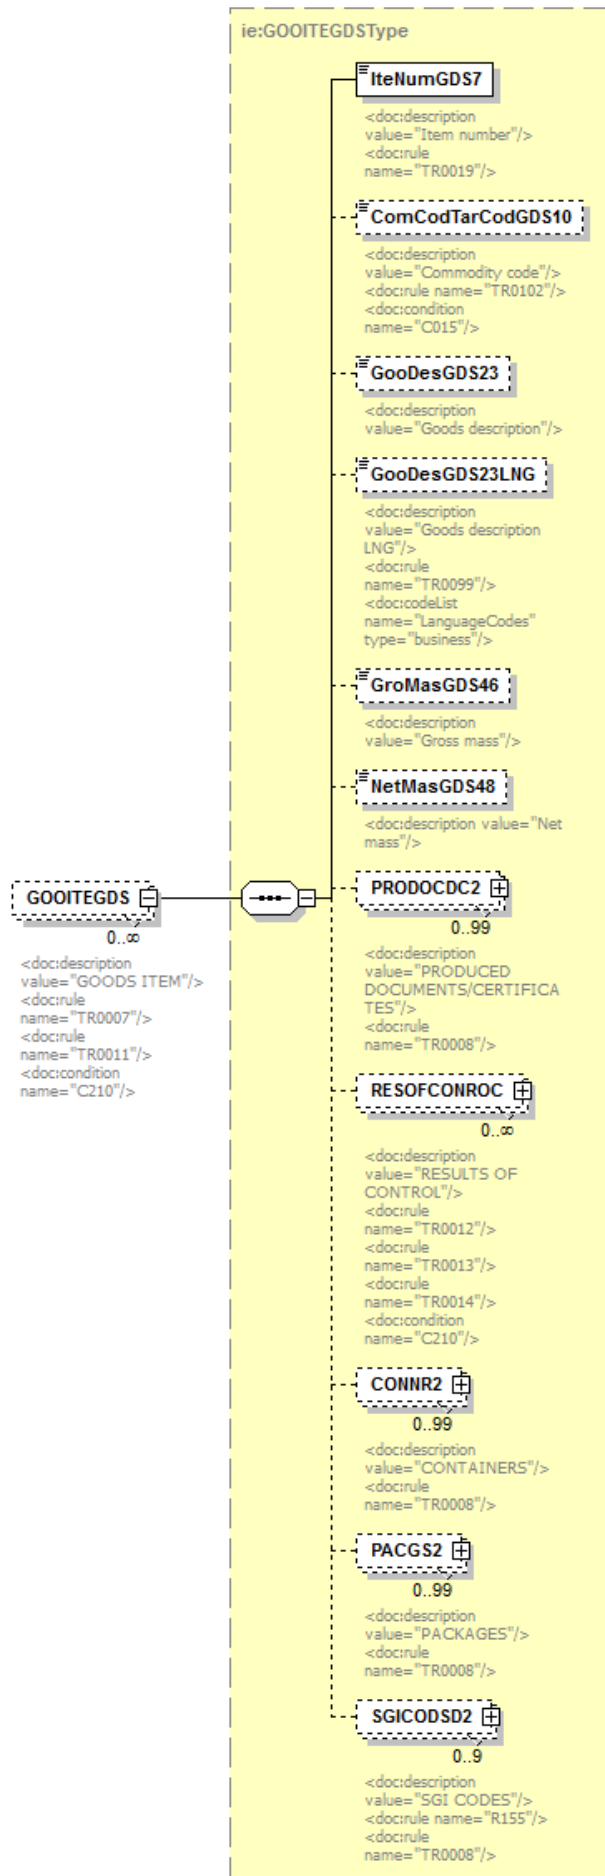 ie:GOOITEGDSType
IteNumGDS7
<doc:description
value="Item number"/>
<doc:rule
name="TR0019"/>
ComCodTarCodGDS10
<doc:description
value="Commodity code"/>
<doc:rule name="TR0102"/>
<doc:condition
name="C015"/>
GooDesGDS23
<doc:description
value="Goods description"/>
GooDesGDS23LNG
<doc:description
value="Goods description
LNG"/>
<doc:rule
name="TR0099"/>
<doc:codeList
name="LanguageCodes"
type="business"/>
GroMasGDS46
<doc:description
value="Gross mass"/>
NetMasGDS48
<doc:description value="Net
mass"/>
GOOITEGDS
0..∞
<doc:description
value="GOODS ITEM"/>
<doc:rule
name="TR0007"/>
<doc:rule
name="TR0011"/>
<doc:condition
name="C210"/>
PRODOCDC2
0..99
<doc:description
value="PRODUCED
DOCUMENTS/CERTIFICA
TES"/>
<doc:rule
name="TR0008"/>
RESOFCONROC
0..∞
<doc:description
value="RESULTS OF
CONTROL"/>
<doc:rule
name="TR0012"/>
<doc:rule
name="TR0013"/>
<doc:rule
name="TR0014"/>
<doc:condition
name="C210"/>
CONNR2
0..99
<doc:description
value="CONTAINERS"/>
<doc:rule
name="TR0008"/>
PACGS2
0..99
<doc:description
value="PACKAGES"/>
<doc:rule
name="TR0008"/>
SGICODSD2
0..9
<doc:description
value="SGI CODES"/>
<doc:rule name="R155"/>
<doc:rule
name="TR0008"/>